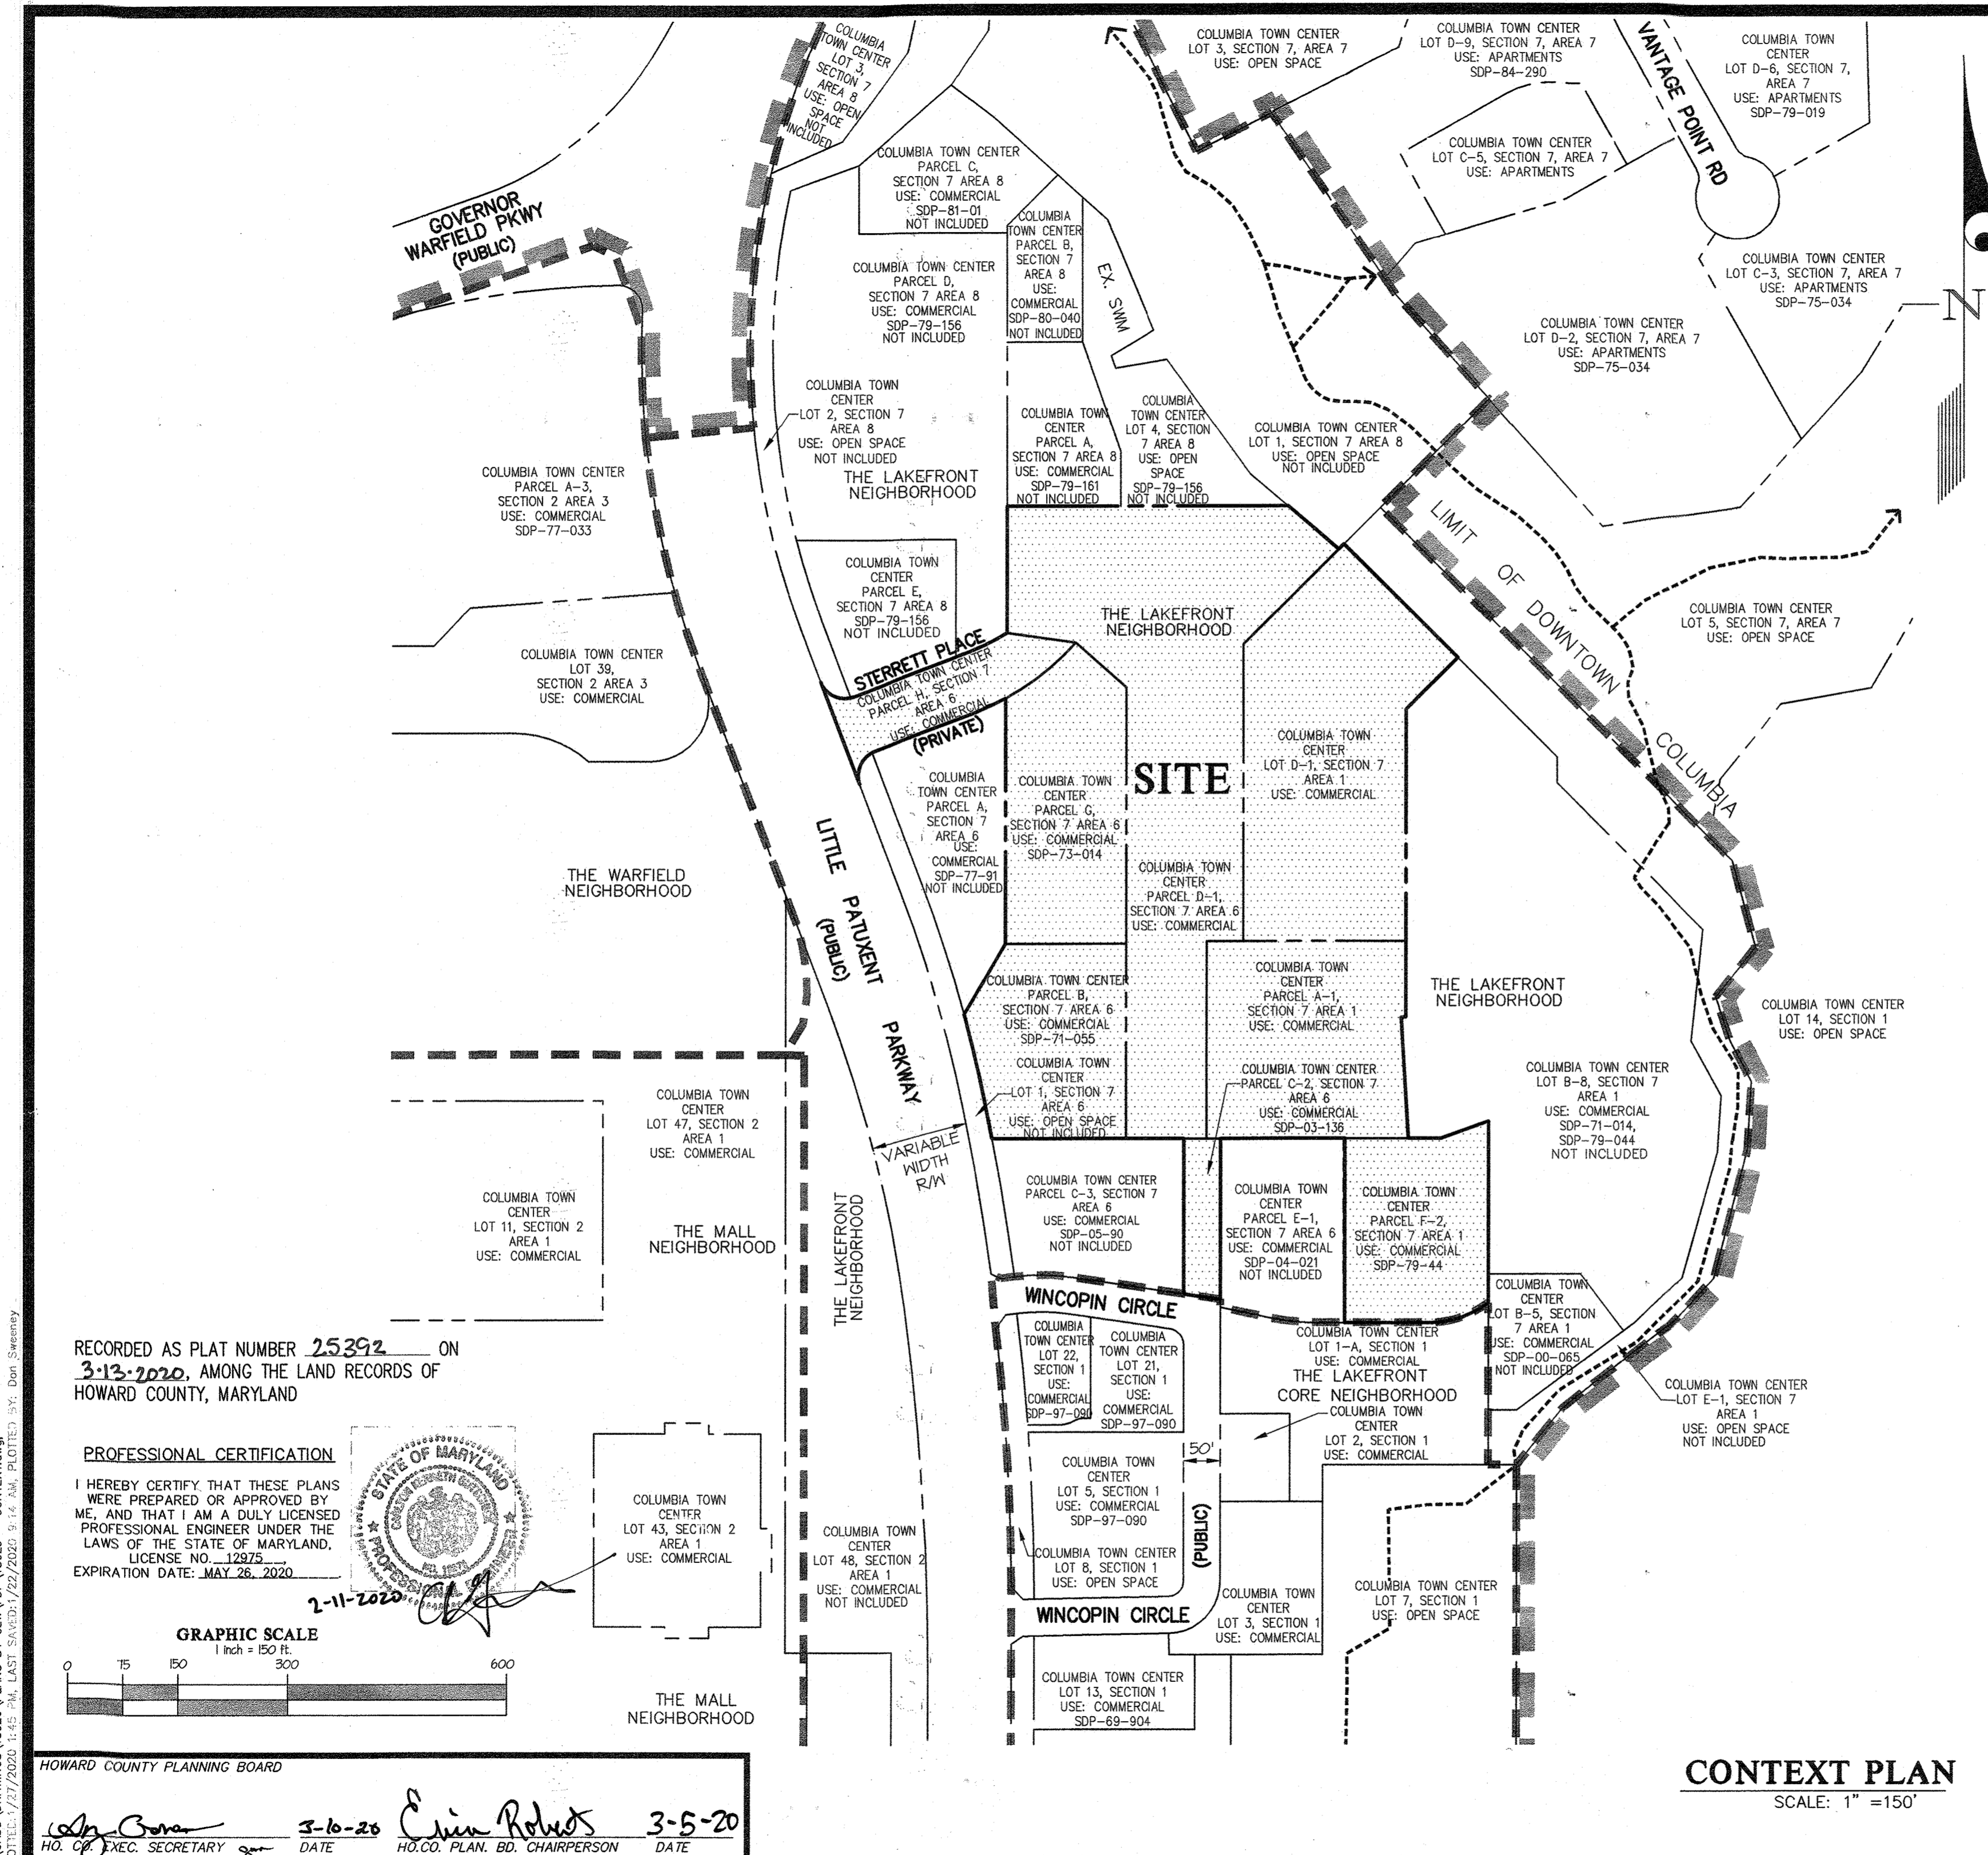 COLUMBIA
TOWN CENTER
LOT 3,
SECTION 7
AREA 8
USE: OPEN
SPACE
NOT
INCLUDED
COLUMBIA TOWN CENTER
LOT 3, SECTION 7, AREA 7
USE: OPEN SPACE
COLUMBIA TOWN CENTER
LOT D-9, SECTION 7, AREA 7
USE: APARTMENTS
SDP-84-290
VANTAGE POINT RD
COLUMBIA TOWN
CENTER
LOT D-6, SECTION 7,
AREA 7
USE: APARTMENTS
SDP-79-019
COLUMBIA TOWN CENTER
LOT C-5, SECTION 7, AREA 7
USE: APARTMENTS
COLUMBIA TOWN CENTER
PARCEL C,
SECTION 7 AREA 8
USE: COMMERCIAL
SDP-81-01
NOT INCLUDED
GOVERNOR
WARFIELD PKWY
(PUBLIC)
COLUMBIA
TOWN CENTER
PARCEL B,
SECTION 7
AREA 8
USE:
COMMERCIAL
SDP-80-040
NOT INCLUDED
EX. SWM
COLUMBIA TOWN CENTER
PARCEL D,
SECTION 7 AREA 8
USE: COMMERCIAL
SDP-79-156
NOT INCLUDED
COLUMBIA TOWN CENTER
LOT C-3, SECTION 7, AREA 7
USE: APARTMENTS
SDP-75-034
N
COLUMBIA TOWN CENTER
LOT D-2, SECTION 7, AREA 7
USE: APARTMENTS
SDP-75-034
COLUMBIA TOWN
CENTER
LOT 2, SECTION 7
AREA 8
USE: OPEN SPACE
NOT INCLUDED
THE LAKEFRONT
NEIGHBORHOOD
COLUMBIA TOWN
CENTER
PARCEL A,
SECTION 7 AREA 8
USE: COMMERCIAL
SDP-79-161
NOT INCLUDED
COLUMBIA
TOWN CENTER
LOT 4, SECTION
7 AREA 8
USE: OPEN
SPACE
SDP-79-156
NOT INCLUDED
COLUMBIA TOWN CENTER
LOT 1, SECTION 7 AREA 8
USE: OPEN SPACE
NOT INCLUDED
COLUMBIA TOWN CENTER
PARCEL A-3,
SECTION 2 AREA 3
USE: COMMERCIAL
SDP-77-033
LIMIT
OF
DOWNTOWN
COLUMBIA
COLUMBIA TOWN
CENTER
PARCEL E,
SECTION 7 AREA 8
SDP-79-156
NOT INCLUDED
THE LAKEFRONT
NEIGHBORHOOD
COLUMBIA TOWN CENTER
LOT 5, SECTION 7, AREA 7
USE: OPEN SPACE
COLUMBIA TOWN CENTER
LOT 39,
SECTION 2 AREA 3
USE: COMMERCIAL
STERRETT PLACE
COLUMBIA TOWN CENTER
PARCEL H, SECTION 7
AREA 6
USE: COMMERCIAL
(PRIVATE)
COLUMBIA TOWN
CENTER
LOT D-1, SECTION 7
AREA 1
USE: COMMERCIAL
SITE
COLUMBIA
TOWN CENTER
PARCEL A,
SECTION 7
AREA 6
USE:
COMMERCIAL
SDP-77-91
NOT INCLUDED
COLUMBIA TOWN
CENTER
PARCEL G,
SECTION 7 AREA 6
USE: COMMERCIAL
SDP-73-014
LITTLE PATUXENT PARKWAY
(PUBLIC)
THE WARFIELD
NEIGHBORHOOD
COLUMBIA TOWN
CENTER
PARCEL D-1,
SECTION 7 AREA 6
USE: COMMERCIAL
COLUMBIA TOWN CENTER
PARCEL B,
SECTION 7 AREA 6
USE: COMMERCIAL
SDP-71-055
COLUMBIA TOWN
CENTER
PARCEL A-1,
SECTION 7 AREA 1
USE: COMMERCIAL
THE LAKEFRONT
NEIGHBORHOOD
COLUMBIA TOWN CENTER
LOT 14, SECTION 1
USE: OPEN SPACE
COLUMBIA TOWN
CENTER
LOT 1, SECTION 7
AREA 6
USE: OPEN SPACE
NOT INCLUDED
COLUMBIA TOWN CENTER
PARCEL C-2, SECTION 7
AREA 6
USE: COMMERCIAL
SDP-03-136
COLUMBIA TOWN CENTER
LOT B-8, SECTION 7
AREA 1
USE: COMMERCIAL
SDP-71-014,
SDP-79-044
NOT INCLUDED
COLUMBIA TOWN
CENTER
LOT 47, SECTION 2
AREA 1
USE: COMMERCIAL
VARIABLE
WIDTH
R/W
COLUMBIA TOWN
CENTER
LOT 11, SECTION 2
AREA 1
USE: COMMERCIAL
THE MALL
NEIGHBORHOOD
THE LAKEFRONT
NEIGHBORHOOD
COLUMBIA TOWN CENTER
PARCEL C-3, SECTION 7
AREA 6
USE: COMMERCIAL
SDP-05-90
NOT INCLUDED
COLUMBIA TOWN
CENTER
PARCEL E-1,
SECTION 7 AREA 6
USE: COMMERCIAL
SDP-04-021
NOT INCLUDED
COLUMBIA TOWN
CENTER
PARCEL F-2,
SECTION 7 AREA 1
USE: COMMERCIAL
SDP-79-44
WINCOPIN CIRCLE
COLUMBIA TOWN
CENTER
LOT B-5, SECTION
7 AREA 1
USE: COMMERCIAL
SDP-00-065
NOT INCLUDED
COLUMBIA
TOWN CENTER
LOT 22,
SECTION 1
USE:
COMMERCIAL
SDP-97-090
COLUMBIA
TOWN CENTER
LOT 21,
SECTION 1
USE:
COMMERCIAL
SDP-97-090
COLUMBIA TOWN CENTER
LOT 1-A, SECTION 1
USE: COMMERCIAL
THE LAKEFRONT
CORE NEIGHBORHOOD
COLUMBIA TOWN
CENTER
LOT 2, SECTION 1
USE: COMMERCIAL
COLUMBIA TOWN CENTER
LOT E-1, SECTION 7
AREA 1
USE: OPEN SPACE
NOT INCLUDED
RECORDED AS PLAT NUMBER 25392 ON
3-13-2020, AMONG THE LAND RECORDS OF
HOWARD COUNTY, MARYLAND
PROFESSIONAL CERTIFICATION
I HEREBY CERTIFY THAT THESE PLANS
WERE PREPARED OR APPROVED BY
ME, AND THAT I AM A DULY LICENSED
PROFESSIONAL ENGINEER UNDER THE
LAWS OF THE STATE OF MARYLAND,
LICENSE NO. 12975,
EXPIRATION DATE: MAY 26, 2020
STATE OF MARYLAND
2-11-2020
50'
COLUMBIA TOWN
CENTER
LOT 5, SECTION 1
USE: COMMERCIAL
SDP-97-090
(PUBLIC)
COLUMBIA TOWN
CENTER
LOT 43, SECTION 2
AREA 1
USE: COMMERCIAL
COLUMBIA TOWN
CENTER
LOT 48, SECTION 2
AREA 1
USE: COMMERCIAL
NOT INCLUDED
COLUMBIA TOWN CENTER
LOT 8, SECTION 1
USE: OPEN SPACE
WINCOPIN CIRCLE
COLUMBIA TOWN
CENTER
LOT 3, SECTION 1
USE: COMMERCIAL
COLUMBIA TOWN CENTER
LOT 7, SECTION 1
USE: OPEN SPACE
GRAPHIC SCALE
1 inch = 150 ft.
0 75 150 300 600
THE MALL
NEIGHBORHOOD
COLUMBIA TOWN CENTER
LOT 13, SECTION 1
USE: COMMERCIAL
SDP-69-904
CONTEXT PLAN
SCALE: 1" =150'
HOWARD COUNTY PLANNING BOARD
3-10-20
Erin Roberts
3-5-20
HO. CO. EXEC. SECRETARY
DATE
HO.CO. PLAN. BD. CHAIRPERSON
DATE